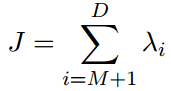 J = \sum_{i=M+1}^{D} \lambda_i